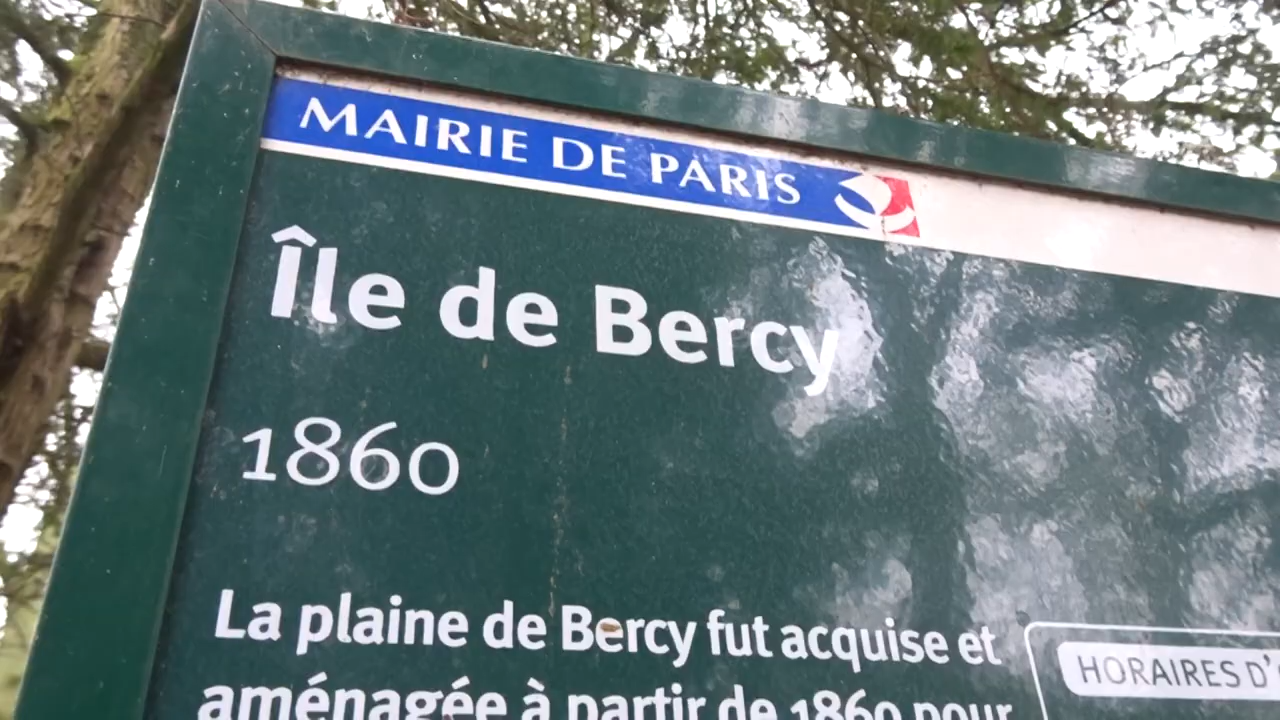 MAIRIE DE PARIS
Île de Bercy
1860
La plaine de Bercy fut acquise et
aménagée à partir de 1860 pour
HORAIRES D'